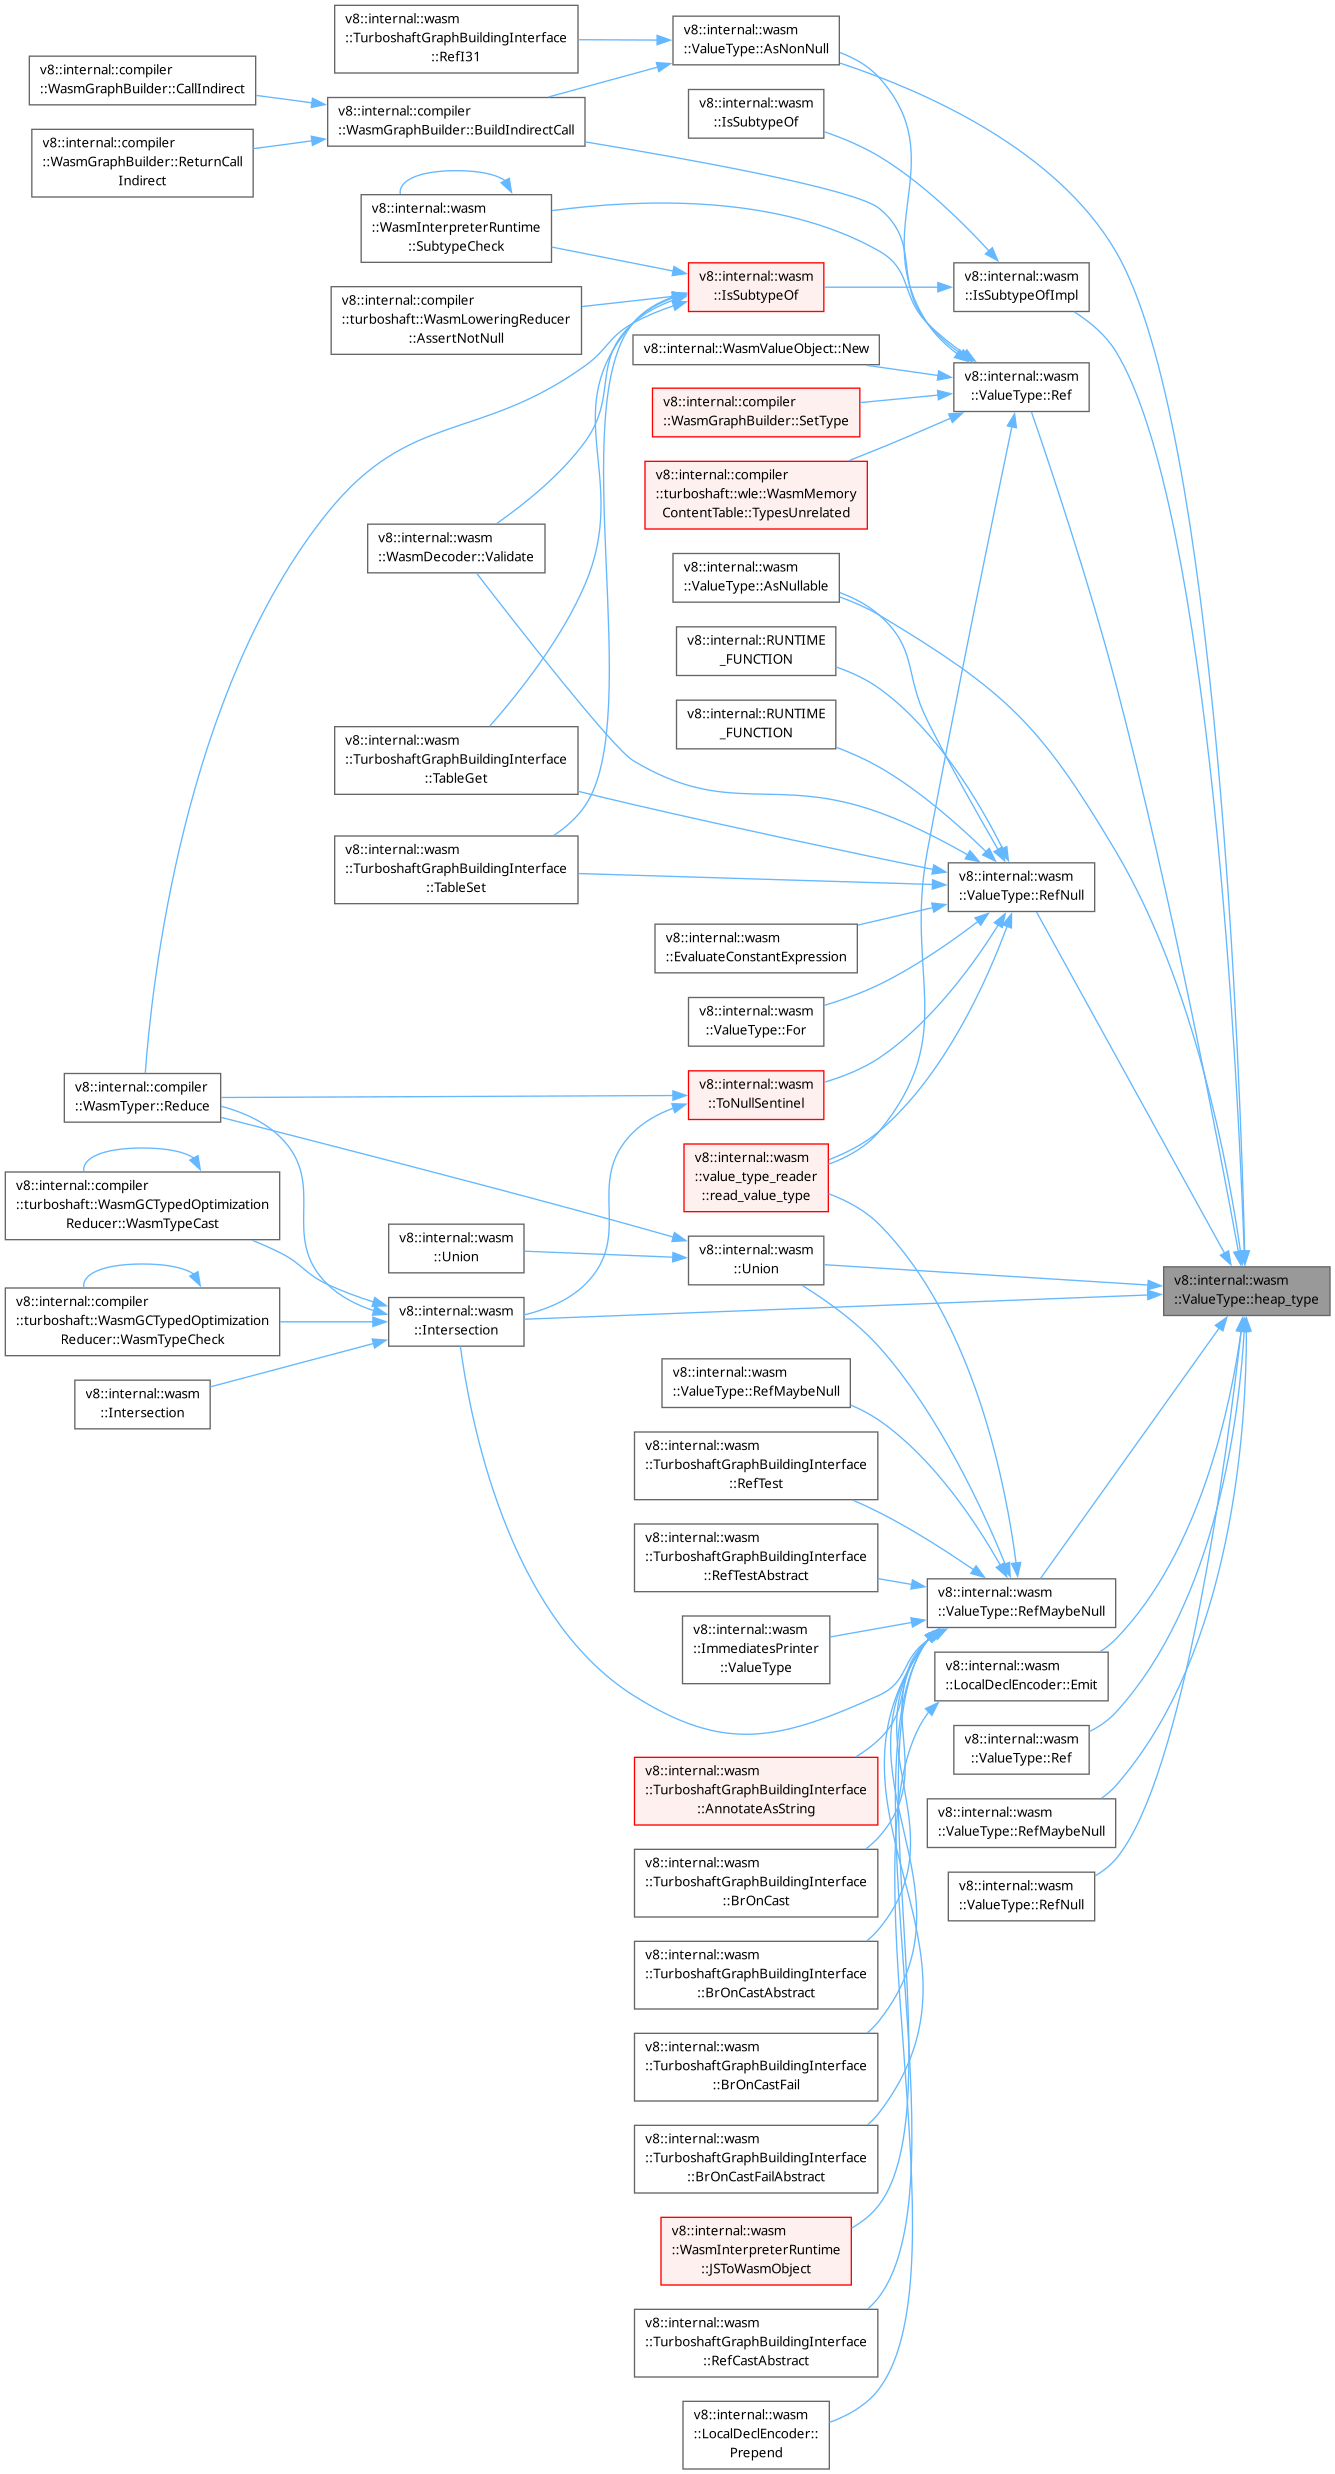 v8::internal::wasm
::TurboshaftGraphBuildingInterface
::RefI31
v8::internal::wasm
::ValueType::AsNonNull
v8::internal::compiler
::WasmGraphBuilder::CallIndirect
v8::internal::wasm
::IsSubtypeOf
v8::internal::compiler
::WasmGraphBuilder::BuildIndirectCall
v8::internal::compiler
::WasmGraphBuilder::ReturnCall
Indirect
v8::internal::wasm
::WasmInterpreterRuntime
::SubtypeCheck
v8::internal::wasm
::IsSubtypeOf
v8::internal::wasm
::IsSubtypeOfImpl
v8::internal::compiler
::turboshaft::WasmLoweringReducer
::AssertNotNull
v8::internal::WasmValueObject::New
v8::internal::wasm
::ValueType::Ref
v8::internal::compiler
::WasmGraphBuilder::SetType
v8::internal::compiler
::turboshaft::wle::WasmMemory
ContentTable::TypesUnrelated
v8::internal::wasm
::WasmDecoder::Validate
v8::internal::wasm
::ValueType::AsNullable
v8::internal::RUNTIME
_FUNCTION
v8::internal::RUNTIME
_FUNCTION
v8::internal::wasm
::TurboshaftGraphBuildingInterface
::TableGet
v8::internal::wasm
::TurboshaftGraphBuildingInterface
::TableSet
v8::internal::wasm
::ValueType::RefNull
v8::internal::wasm
::EvaluateConstantExpression
v8::internal::wasm
::ValueType::For
v8::internal::compiler
::WasmTyper::Reduce
v8::internal::wasm
::ToNullSentinel
v8::internal::wasm
::value_type_reader
::read_value_type
v8::internal::compiler
::turboshaft::WasmGCTypedOptimization
Reducer::WasmTypeCast
v8::internal::wasm
::Union
v8::internal::wasm
::Union
v8::internal::wasm
::ValueType::heap_type
v8::internal::compiler
::turboshaft::WasmGCTypedOptimization
Reducer::WasmTypeCheck
v8::internal::wasm
::Intersection
v8::internal::wasm
::Intersection
v8::internal::wasm
::ValueType::RefMaybeNull
v8::internal::wasm
::TurboshaftGraphBuildingInterface
::RefTest
v8::internal::wasm
::TurboshaftGraphBuildingInterface
::RefTestAbstract
v8::internal::wasm
::ValueType::RefMaybeNull
v8::internal::wasm
::ImmediatesPrinter
::ValueType
v8::internal::wasm
::LocalDeclEncoder::Emit
v8::internal::wasm
::ValueType::Ref
v8::internal::wasm
::TurboshaftGraphBuildingInterface
::AnnotateAsString
v8::internal::wasm
::ValueType::RefMaybeNull
v8::internal::wasm
::TurboshaftGraphBuildingInterface
::BrOnCast
v8::internal::wasm
::ValueType::RefNull
v8::internal::wasm
::TurboshaftGraphBuildingInterface
::BrOnCastAbstract
v8::internal::wasm
::TurboshaftGraphBuildingInterface
::BrOnCastFail
v8::internal::wasm
::TurboshaftGraphBuildingInterface
::BrOnCastFailAbstract
v8::internal::wasm
::WasmInterpreterRuntime
::JSToWasmObject
v8::internal::wasm
::TurboshaftGraphBuildingInterface
::RefCastAbstract
v8::internal::wasm
::LocalDeclEncoder::
Prepend